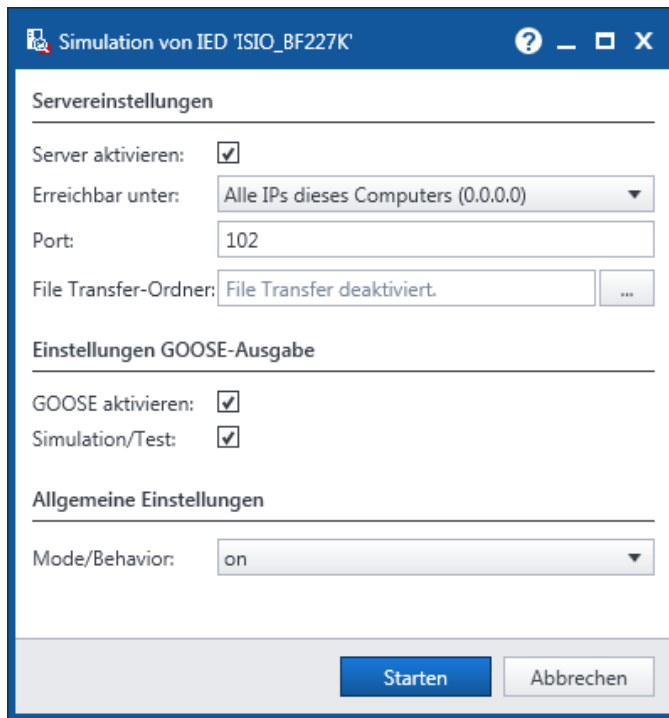 Simulation von IED 'ISIO_BF227K'
Servereinstellungen
Server aktivieren:
Erreichbar unter: Alle IPs dieses Computers (0.0.0.0)
Port: 102
File Transfer-Ordner: File Transfer deaktiviert. ...
Einstellungen GOOSE-Ausgabe
GOOSE aktivieren:
Simulation/Test:
Allgemeine Einstellungen
Mode/Behavior: on
Starten Abbrechen